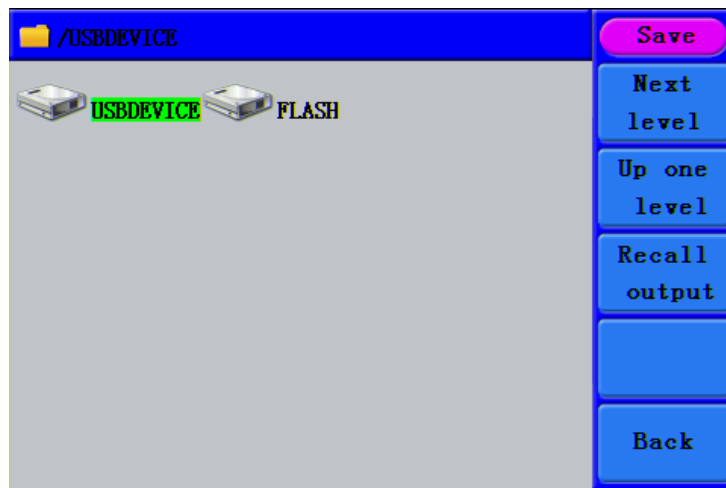 /USBDEVICE
USBDEVICE FLASH
Save
Next
level
Up one
level
Recall
output
Back